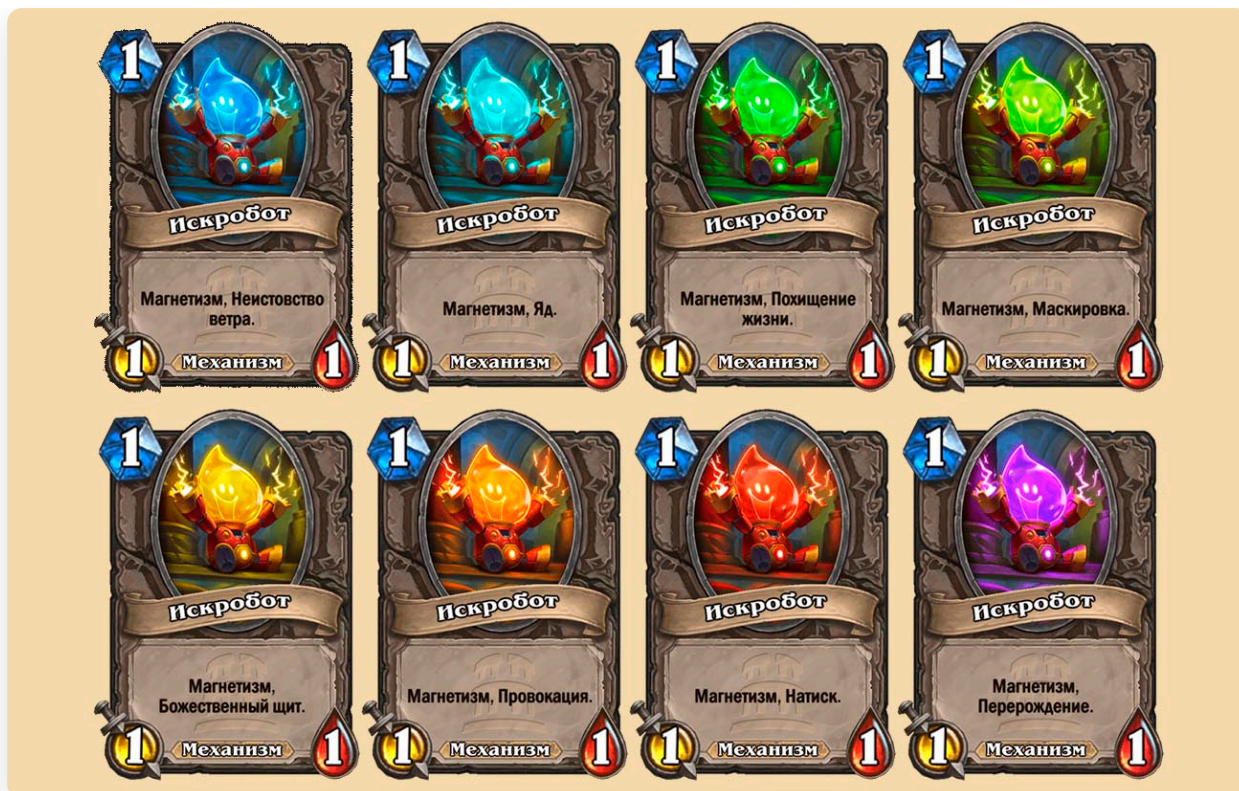 1
Искробот
Магнетизм, Неистовство
ветра.
1
Механизм
1
1
Искробот
Магнетизм, Яд.
1
Механизм
1
1
Искробот
Магнетизм, Похищение
жизни.
1
Механизм
1
1
Искробот
Магнетизм, Маскировка.
1
Механизм
1
1
Искробот
Магнетизм,
Божественный щит.
1
Механизм
1
1
Искробот
Магнетизм, Провокация.
1
Механизм
1
1
Искробот
Магнетизм, Натиск.
1
Механизм
1
1
Искробот
Магнетизм,
Перерождение.
1
Механизм
1